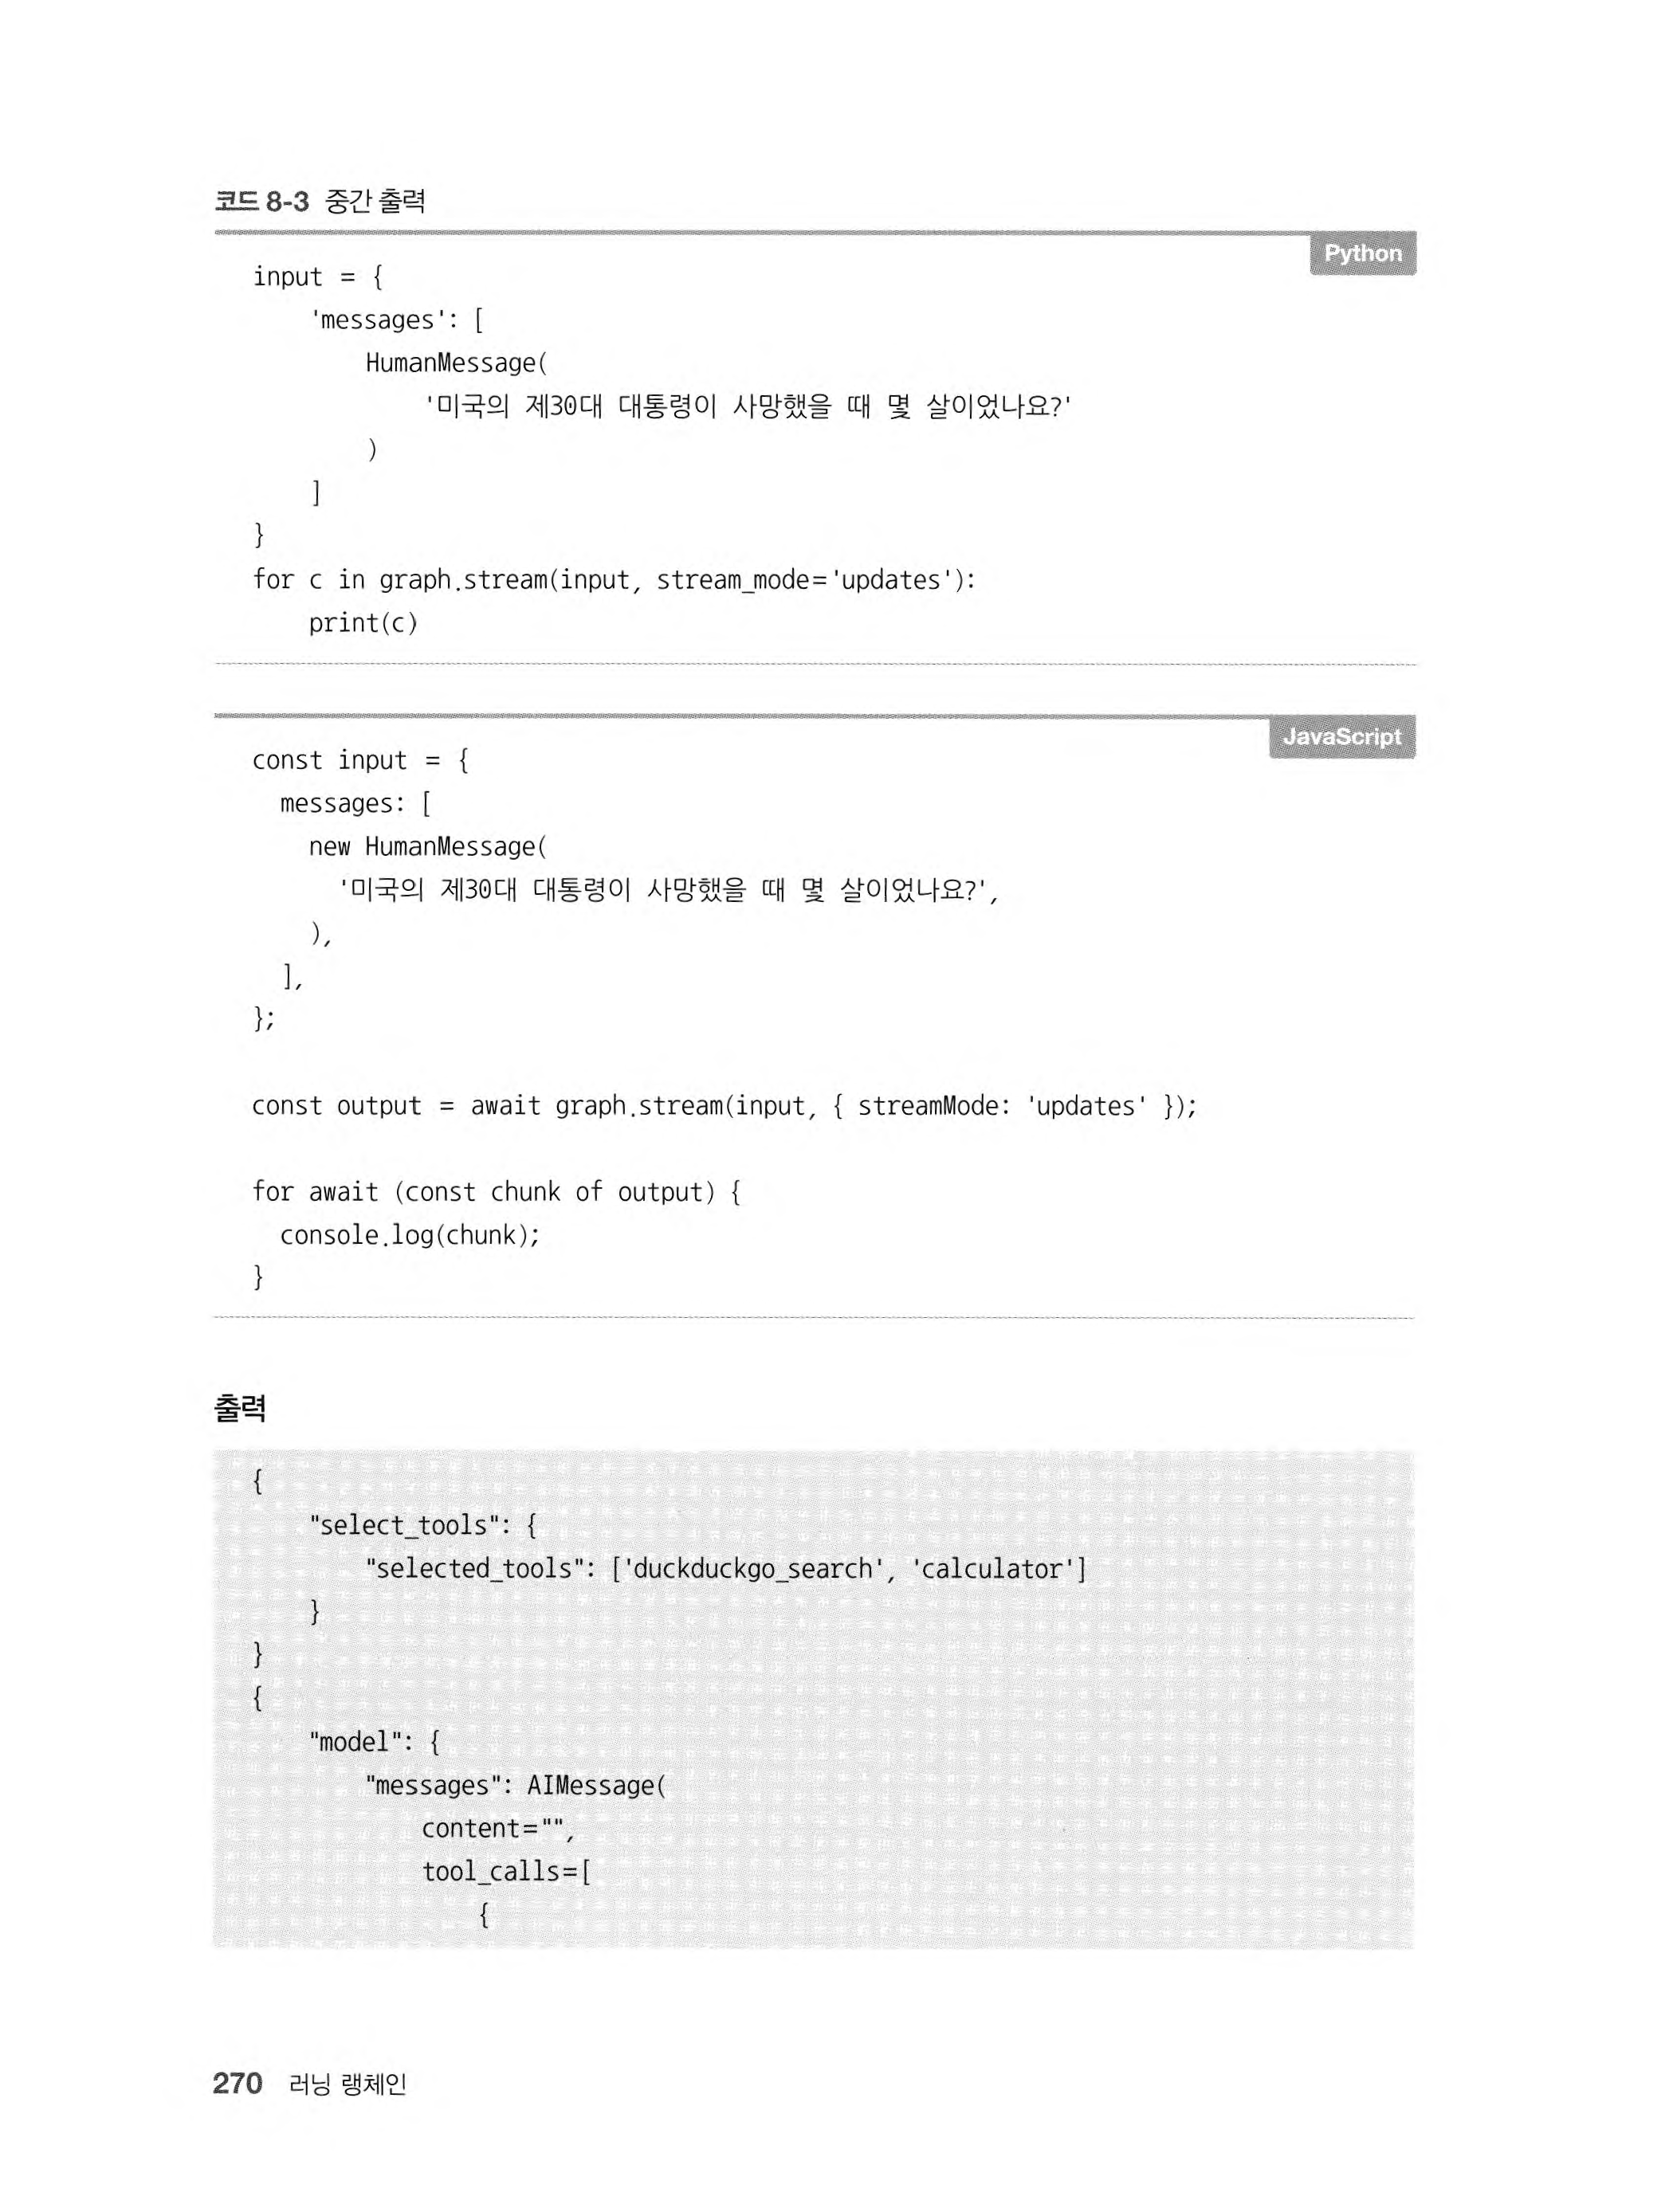 코드 8-3 중간 출력
Python
input = {
    'messages': [
        HumanMessage(
            '미국의 제30대 대통령이 사망했을 때 몇 살이었나요?'
        )
    ]
}
for c in graph.stream(input, stream_mode='updates'):
    print(c)
JavaScript
const input = {
  messages: [
    new HumanMessage(
      '미국의 제30대 대통령이 사망했을 때 몇 살이었나요?',
    ),
  ],
};
const output = await graph.stream(input, { streamMode: 'updates' });
for await (const chunk of output) {
  console.log(chunk);
}
출력
{
    "select_tools": {
        "selected_tools": ['duckduckgo_search', 'calculator']
    }
}
{
    "model": {
        "messages": AIMessage(
            content="",
            tool_calls=[
                {
270 러닝 랭체인